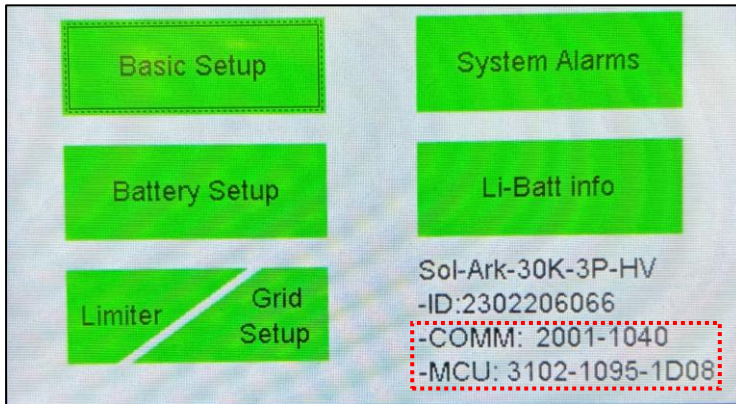 Basic Setup
System Alarms
Battery Setup
Li-Batt info
Limiter
Grid
Setup
Sol-Ark-30K-3P-HV
-ID:2302206066
-COMM: 2001-1040
-MCU: 3102-1095-1D08